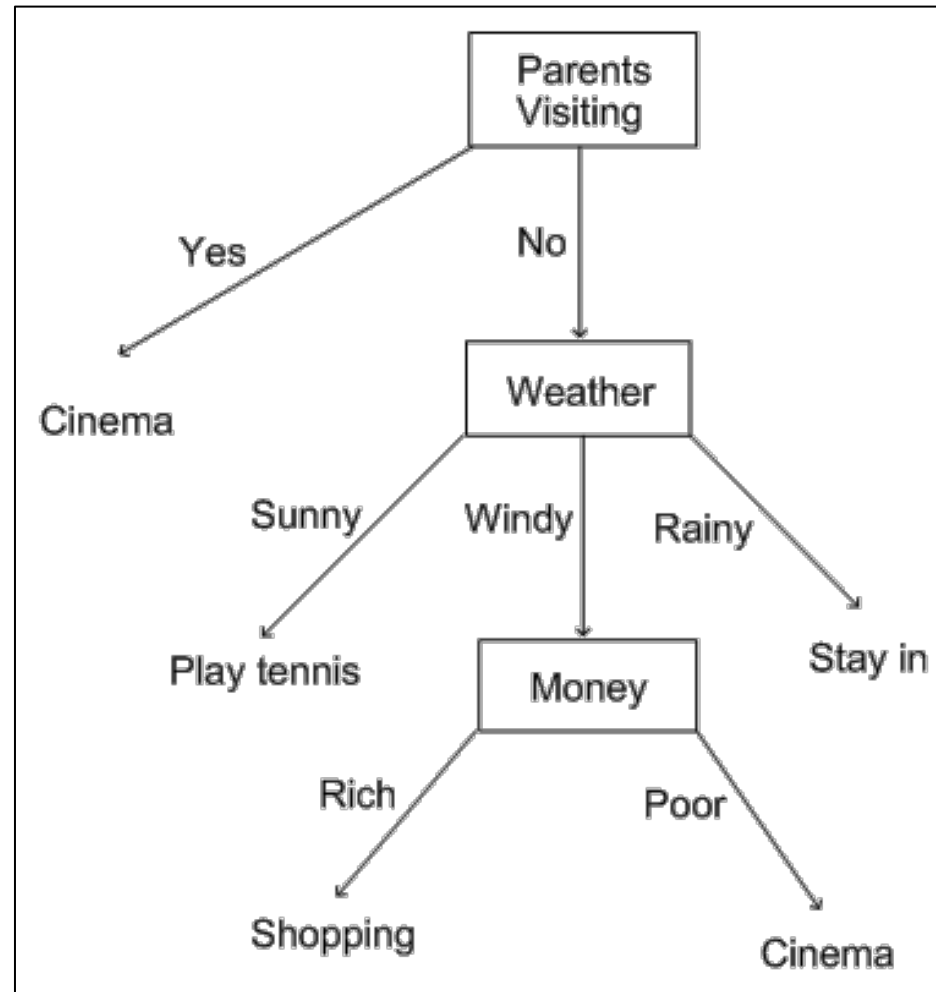 Parents
Visiting
Yes
No
Cinema
Weather
Sunny
Windy
Rainy
Play tennis
Money
Stay in
Rich
Poor
Shopping
Cinema